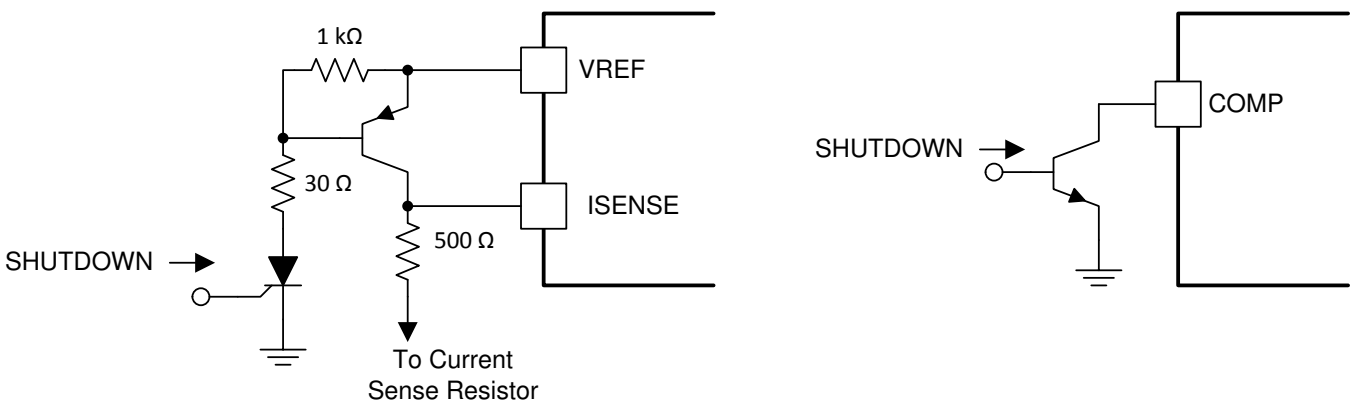 1 kΩ
VREF
30 Ω
ISENSE
500 Ω
SHUTDOWN
To Current
Sense Resistor
COMP
SHUTDOWN